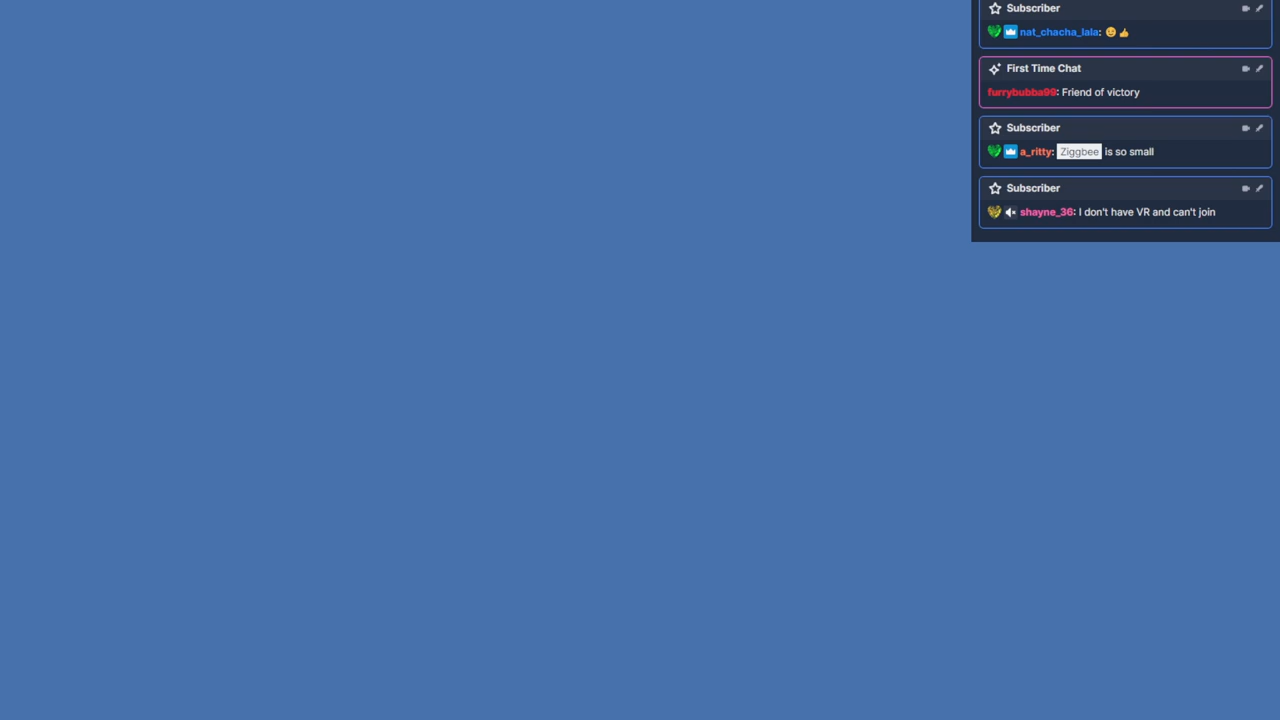 Subscriber
nat_chacha_lala: 😉👍
First Time Chat
furrybubba99: Friend of victory
Subscriber
a_ritty: Ziggbee is so small
Subscriber
shayne_36: I don't have VR and can't join